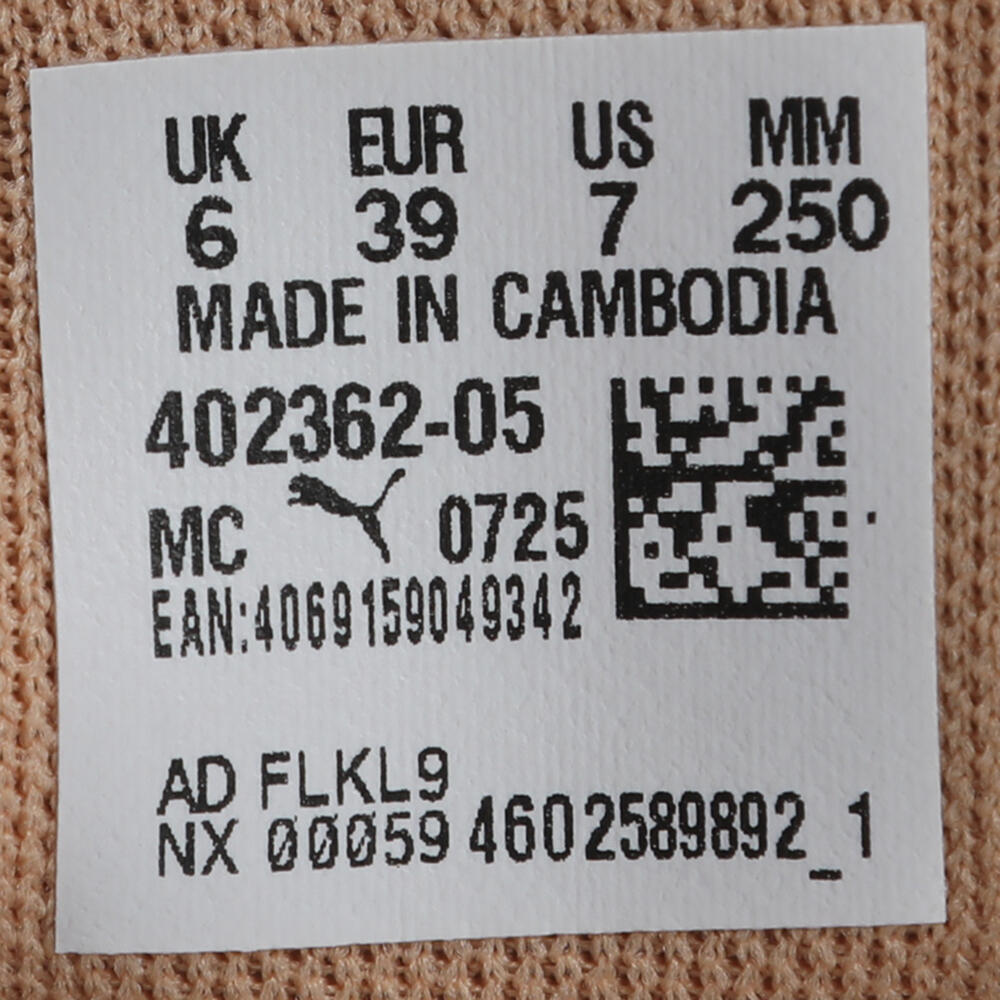 UK EUR US MM
6 39 7 250
MADE IN CAMBODIA
402362-05
MC 0725
EAN:4069159049342
AD FLKL9
NX 00059 4602589892_1